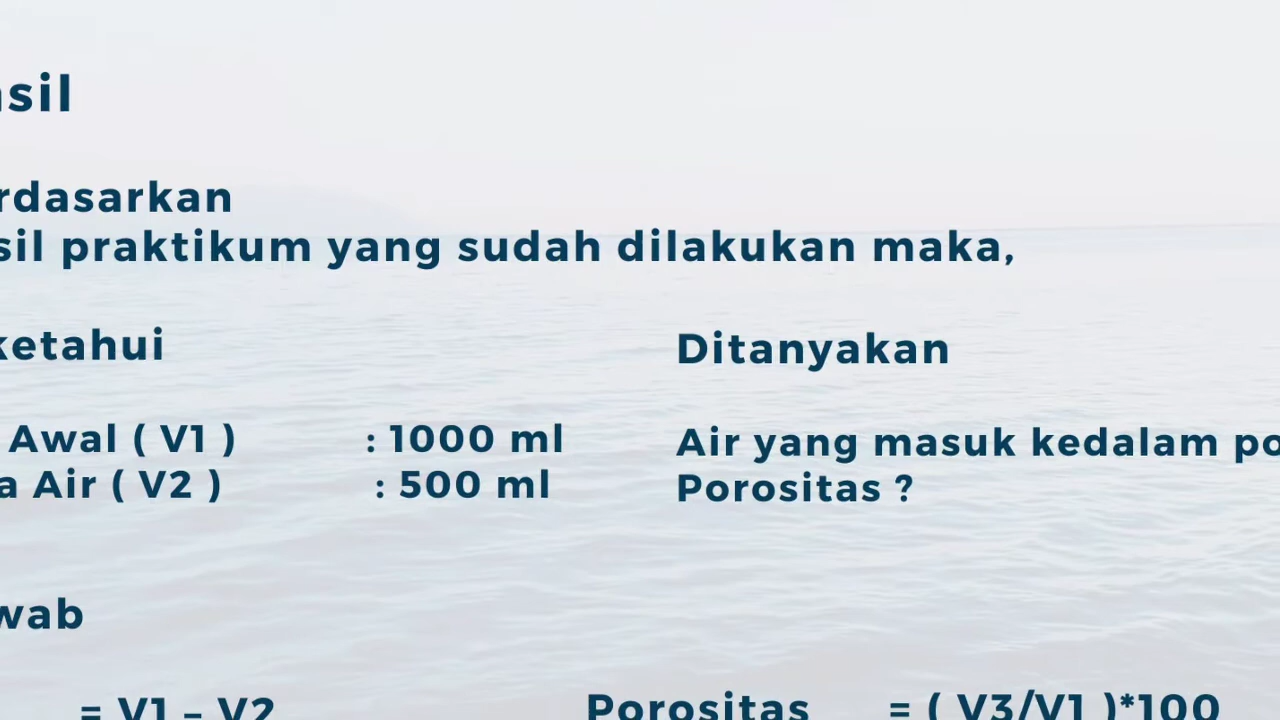 asil
rdasarkan
sil praktikum yang sudah dilakukan maka,
ketahui
Awal ( V1 ) : 1000 ml
a Air ( V2 ) : 500 ml
Ditanyakan
Air yang masuk kedalam po
Porositas ?
wab
= V1 – V2
Porositas = ( V3/V1 )*100